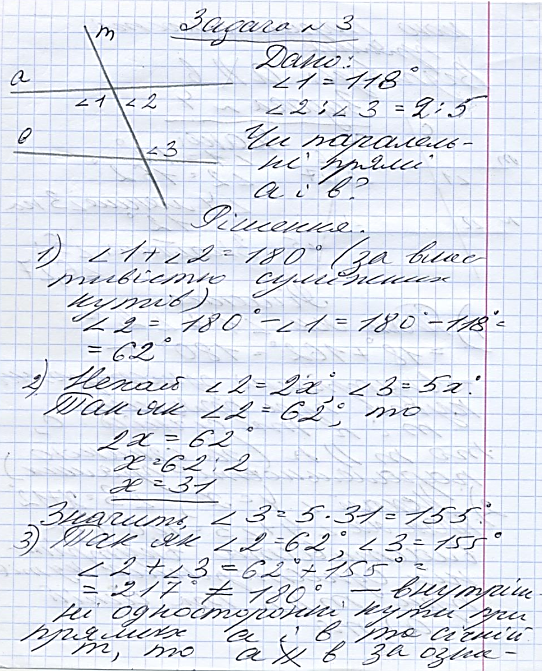 Задача № 3
m
a
∠1 ∠2
в
∠3
Дано:
∠1 = 118°
∠2 : ∠3 = 2 : 5
Чи паралель-
ні прямі
а і в?
Рішення.
1) ∠1 + ∠2 = 180° (за влас
тивістю суміжних
кутів)
∠2 = 180° - ∠1 = 180° - 118° =
= 62°
2) Нехай ∠2 = 2x°, ∠3 = 5x°.
Так як ∠2 = 62°, то
2x = 62°
x = 62 : 2
x = 31
Значить, ∠3 = 5 · 31 = 155°.
3) Так як ∠2 = 62°, ∠3 = 155°
∠2 + ∠3 = 62° + 155° =
= 217° ≠ 180° — внутріш-
ні односторонні кути при
прямих а і в то січній
m, то а ∦ в за озна-